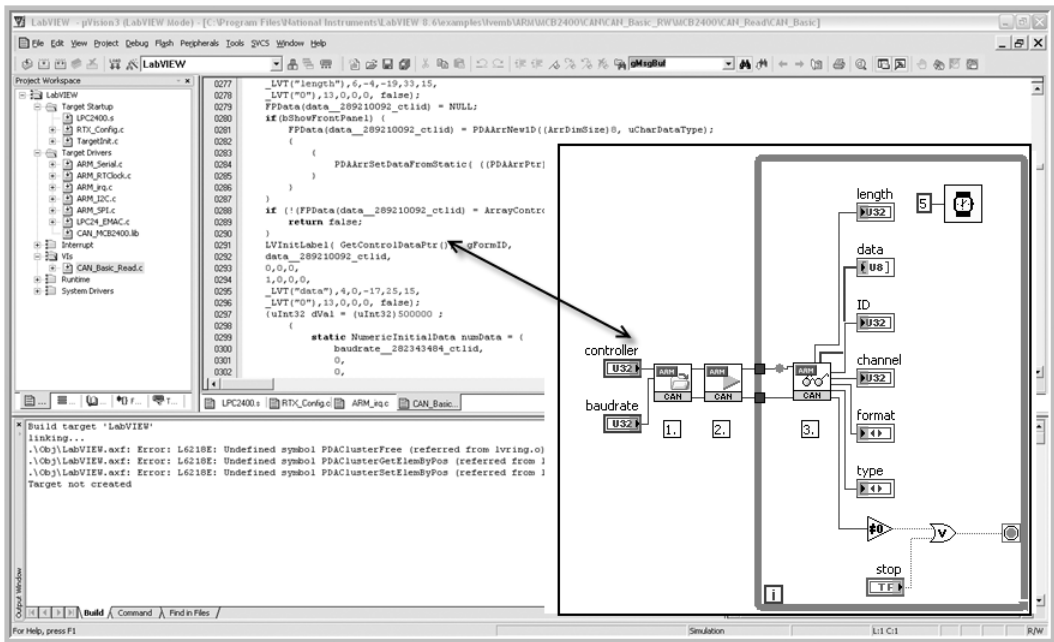 LabVIEW - µVision3 (LabVIEW Mode) - [C:\Program Files\National Instruments\LabVIEW 8.6\examples\lvemb\ARM\MCB2400\CAN\CAN_Basic_RW\MCB2400\CAN_Read\CAN_Basic]
File Edit View Project Debug Flash Peripherals Tools SVCS Window Help
LabVIEW
gMsgBuf
Project Workspace
LabVIEW
Target Startup
LPC2400.s
RTX_Config.c
TargetInit.c
Target Drivers
ARM_Serial.c
ARM_RTClock.c
ARM_irq.c
ARM_I2C.c
ARM_SPI.c
LPC24_EMAC.c
CAN_MCB2400.lib
Interrupt
VIs
CAN_Basic_Read.c
Runtime
System Drivers
0277 _LVT("length"),6,-4,-19,33,15,
0278 _LVT("0"),13,0,0,0, false);
0279 FPData(data__289210092_ctlid) = NULL;
0280 if(bShowFrontPanel) {
0281 FPData(data__289210092_ctlid) = PDAArrNew1D((ArrDimSize)8, uCharDataType);
0282 {
0283 {
0284 PDAArrSetDataFromStatic( ((PDAArrPtr)
0285 }
0286 }
0287 }
0288 if (!(FPData(data__289210092_ctlid) = ArrayContro
0289 return false;
0290 }
0291 LVInitLabel( GetControlDataPtr() gFormID,
0292 data__289210092_ctlid,
0293 0,0,0,
0294 1,0,0,0,
0295 _LVT("data"),4,0,-17,25,15,
0296 _LVT("0"),13,0,0,0, false);
0297 {uInt32 dVal = (uInt32)500000 ;
0298 {
0299 static NumericInitialData numData = {
0300 baudrate__282343484_ctlid,
0301 0,
0302 0,
... ... {}... 0... T...
LPC2400.s RTX_Config.c ARM_irq.c CAN_Basic...
Build target 'LabVIEW'
linking...
.\Obj\LabVIEW.axf: Error: L6218E: Undefined symbol PDAClusterFree (referred from lvring.o)
.\Obj\LabVIEW.axf: Error: L6218E: Undefined symbol PDAClusterGetElemByPos (referred from l
.\Obj\LabVIEW.axf: Error: L6218E: Undefined symbol PDAClusterSetElemByPos (referred from l
Target not created
Output Window
Build Command Find in Files
For Help, press F1
Simulation
L:1 C:1
R/W
controller
U32
baudrate
U32
ARM
CAN
1.
ARM
CAN
2.
ARM
CAN
3.
length
U32
5
data
U8
ID
U32
channel
U32
format
type
≠0
V
stop
TF
i